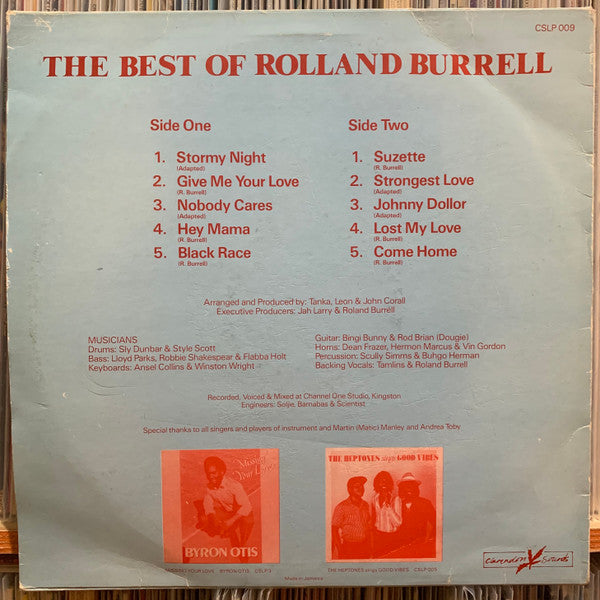 CSLP 009
THE BEST OF ROLLAND BURRELL
Side One
1. Stormy Night
(Adapted)
2. Give Me Your Love
(R. Burrell)
3. Nobody Cares
(Adapted)
4. Hey Mama
(R. Burrell)
5. Black Race
(R. Burrell)
Side Two
1. Suzette
(R. Burrell)
2. Strongest Love
(Adapted)
3. Johnny Dollor
(Adapted)
4. Lost My Love
(R. Burrell)
5. Come Home
(R. Burrell)
Arranged and Produced by: Tanka, Leon & John Corall
Executive Producers: Jah Larry & Roland Burrell
MUSICIANS
Drums: Sly Dunbar & Style Scott
Bass: Lloyd Parks, Robbie Shakespear & Flabba Holt
Keyboards: Ansel Collins & Winston Wright
Guitar: Bingi Bunny & Rod Brian (Dougie)
Horns: Dean Frazer, Hermon Marcus & Vin Gordon
Percussion: Scully Simms & Buhgo Herman
Backing Vocals: Tamlins & Roland Burrell
Recorded, Voiced & Mixed at Channel One Studio, Kingston
Engineers: Soljie, Barnabas & Scientist
Special thanks to all singers and players of instrument and Martin (Matic) Manley and Andrea Toby
Your Love
BYRON OTIS
THE HEPTONES sings GOOD VIBES
YOUR LOVE BYRON OTIS CSLP
THE HEPTONES sings GOOD VIBES CSLP 005
Made in Jamaica
Clarendon Sounds